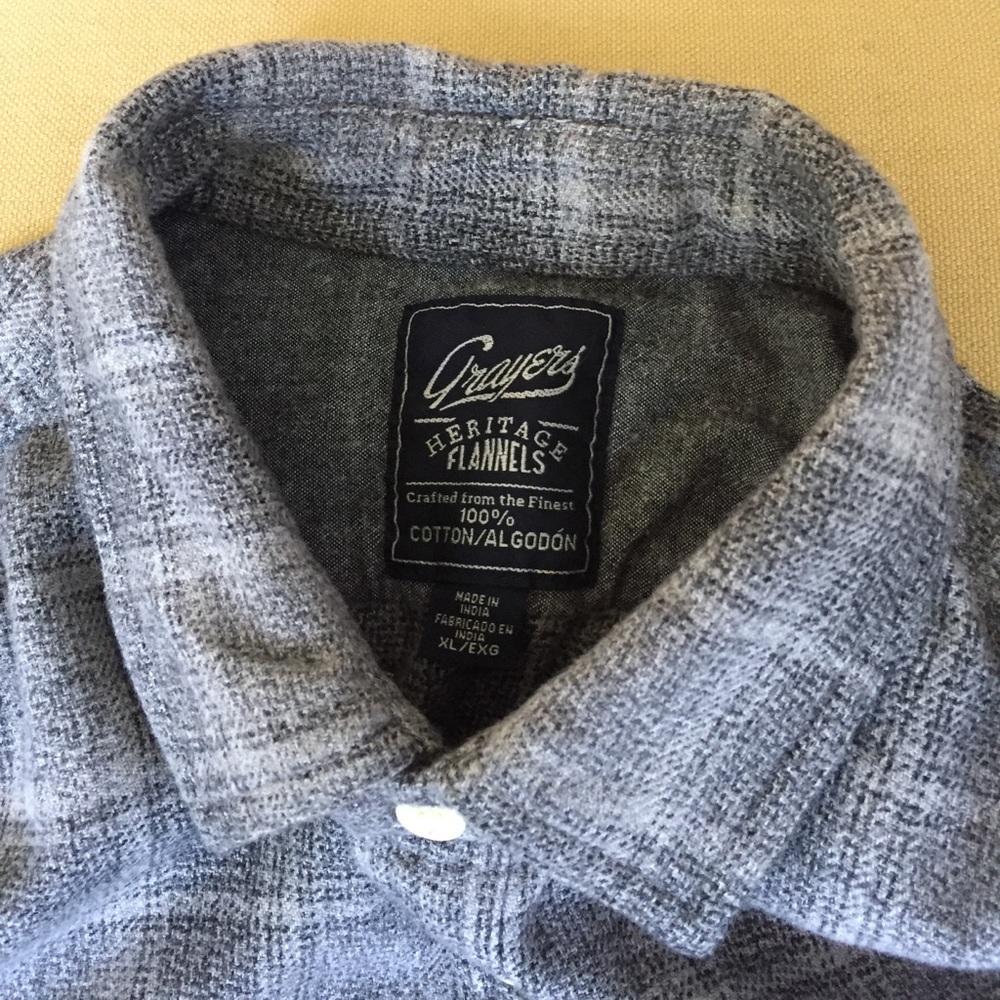 Grayers
HERITAGE
FLANNELS
Crafted from the Finest
100%
COTTON/ALGODÓN
MADE IN
INDIA
FABRICADO EN
INDIA
XL/EXG